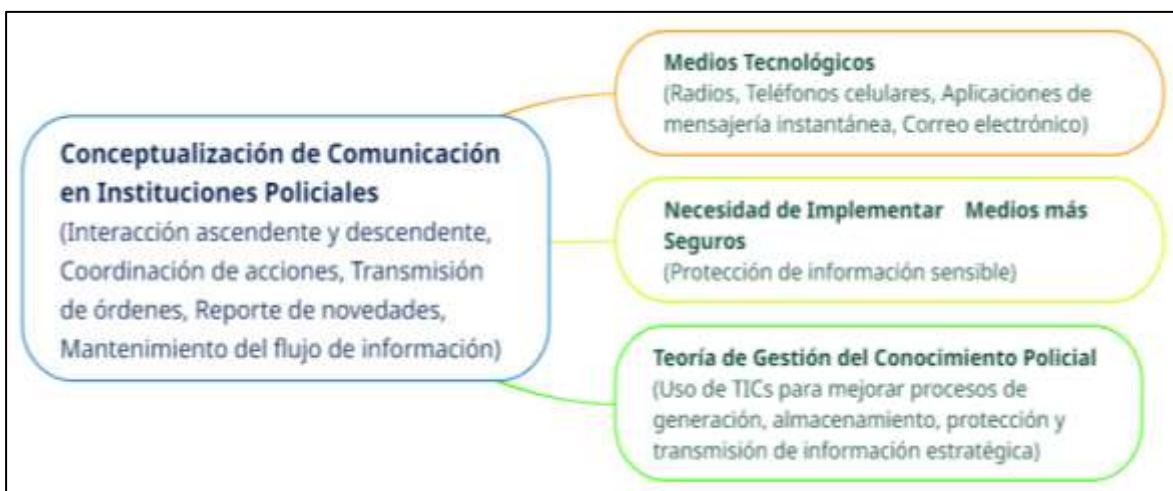 Conceptualización de Comunicación
en Instituciones Policiales
(Interacción ascendente y descendente,
Coordinación de acciones, Transmisión
de órdenes, Reporte de novedades,
Mantenimiento del flujo de información)
Medios Tecnológicos
(Radios, Teléfonos celulares, Aplicaciones de
mensajería instantánea, Correo electrónico)
Necesidad de Implementar Medios más
Seguros
(Protección de información sensible)
Teoría de Gestión del Conocimiento Policial
(Uso de TICs para mejorar procesos de
generación, almacenamiento, protección y
transmisión de información estratégica)